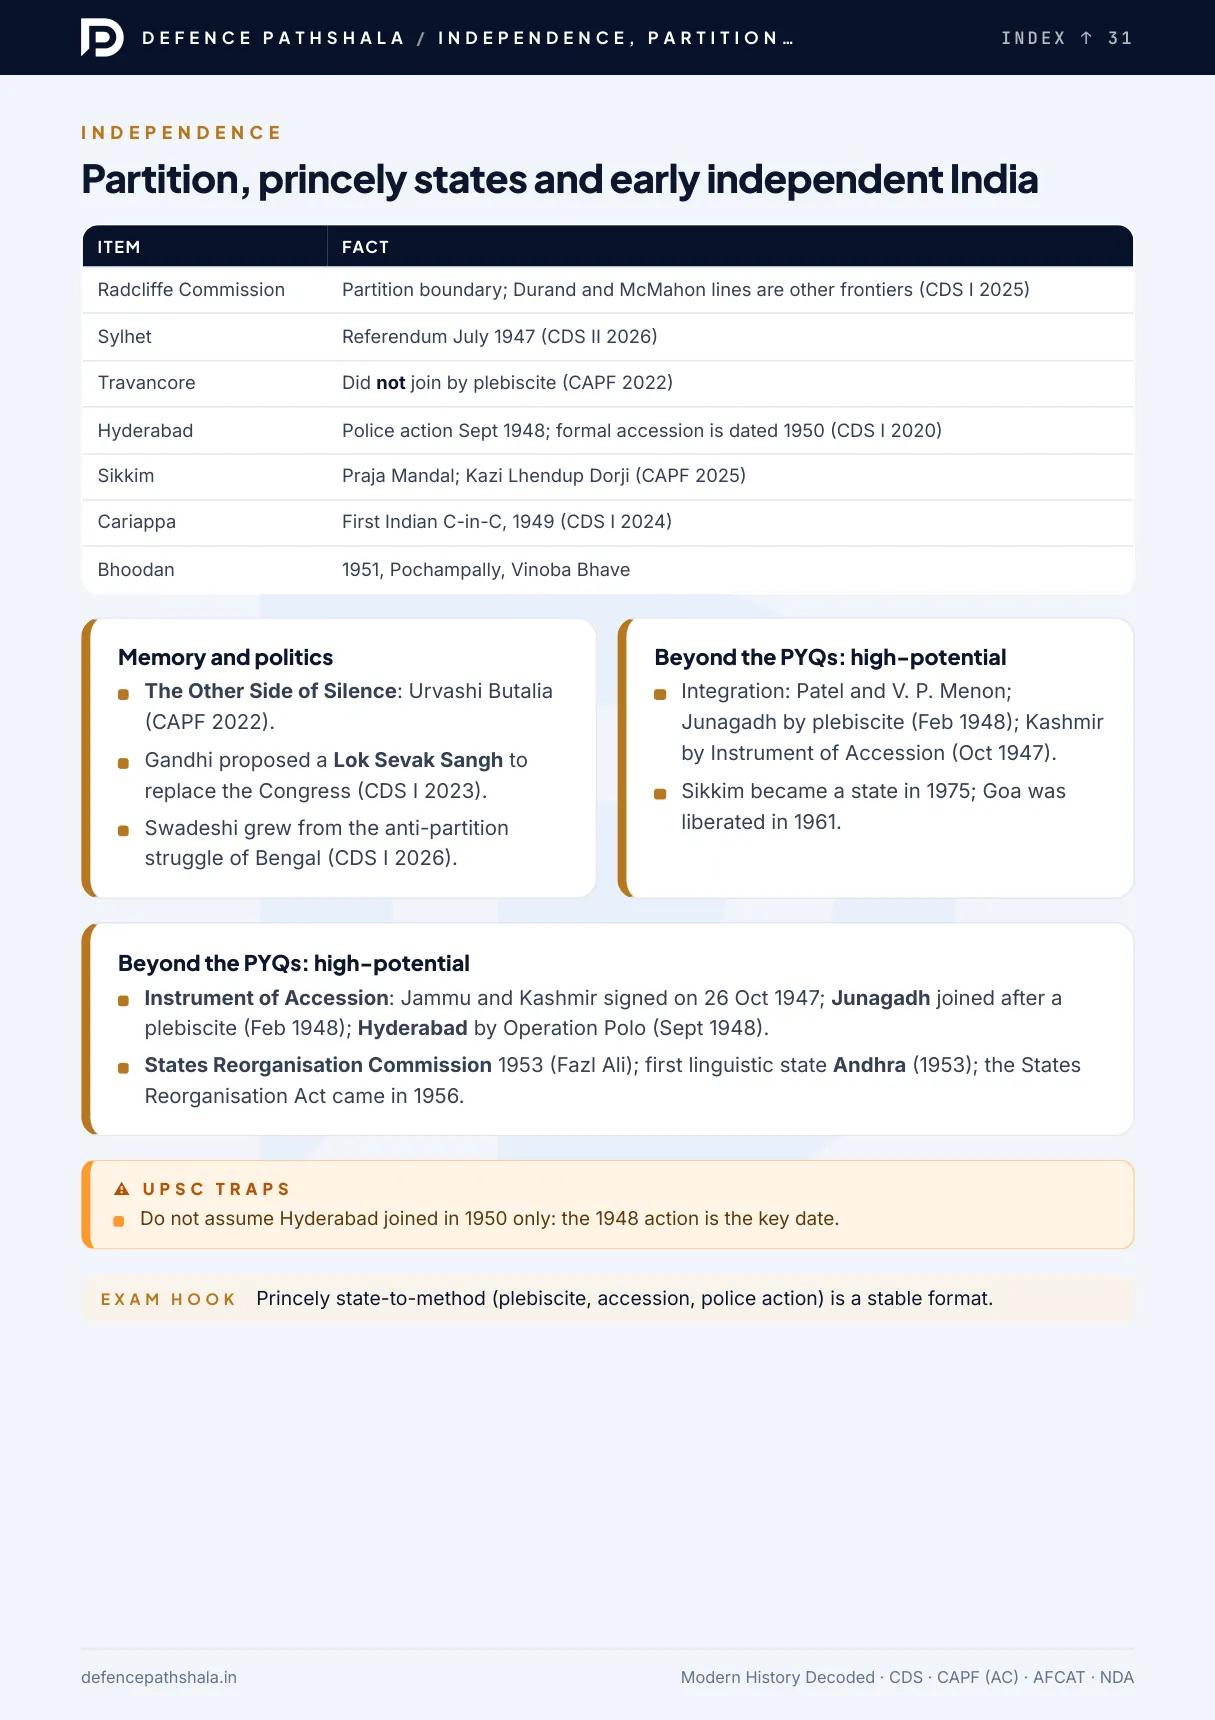 DEFENCE PATHSHALA / INDEPENDENCE, PARTITION…
INDEX ↑ 31
INDEPENDENCE
Partition, princely states and early independent India
ITEM FACT
Radcliffe Commission Partition boundary; Durand and McMahon lines are other frontiers (CDS I 2025)
Sylhet Referendum July 1947 (CDS II 2026)
Travancore Did not join by plebiscite (CAPF 2022)
Hyderabad Police action Sept 1948; formal accession is dated 1950 (CDS I 2020)
Sikkim Praja Mandal; Kazi Lhendup Dorji (CAPF 2025)
Cariappa First Indian C-in-C, 1949 (CDS I 2024)
Bhoodan 1951, Pochampally, Vinoba Bhave
Memory and politics
The Other Side of Silence: Urvashi Butalia
(CAPF 2022).
Gandhi proposed a Lok Sevak Sangh to
replace the Congress (CDS I 2023).
Swadeshi grew from the anti-partition
struggle of Bengal (CDS I 2026).
Beyond the PYQs: high-potential
Integration: Patel and V. P. Menon;
Junagadh by plebiscite (Feb 1948); Kashmir
by Instrument of Accession (Oct 1947).
Sikkim became a state in 1975; Goa was
liberated in 1961.
Beyond the PYQs: high-potential
Instrument of Accession: Jammu and Kashmir signed on 26 Oct 1947; Junagadh joined after a
plebiscite (Feb 1948); Hyderabad by Operation Polo (Sept 1948).
States Reorganisation Commission 1953 (Fazl Ali); first linguistic state Andhra (1953); the States
Reorganisation Act came in 1956.
⚠ UPSC TRAPS
Do not assume Hyderabad joined in 1950 only: the 1948 action is the key date.
EXAM HOOK Princely state-to-method (plebiscite, accession, police action) is a stable format.
defencepathshala.in
Modern History Decoded · CDS · CAPF (AC) · AFCAT · NDA